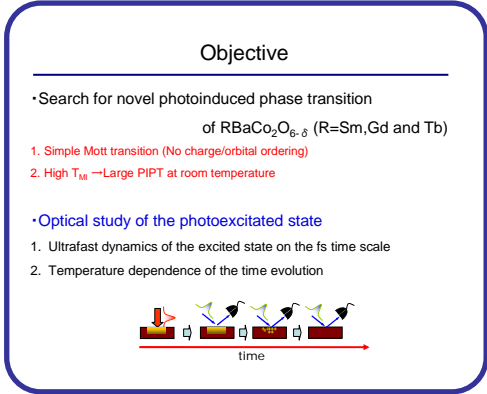 Objective
・Search for novel photoinduced phase transition
of RBaCo₂O₆₋δ (R=Sm,Gd and Tb)
1. Simple Mott transition (No charge/orbital ordering)
2. High T_MI →Large PIPT at room temperature
・Optical study of the photoexcitated state
1. Ultrafast dynamics of the excited state on the fs time scale
2. Temperature dependence of the time evolution
time